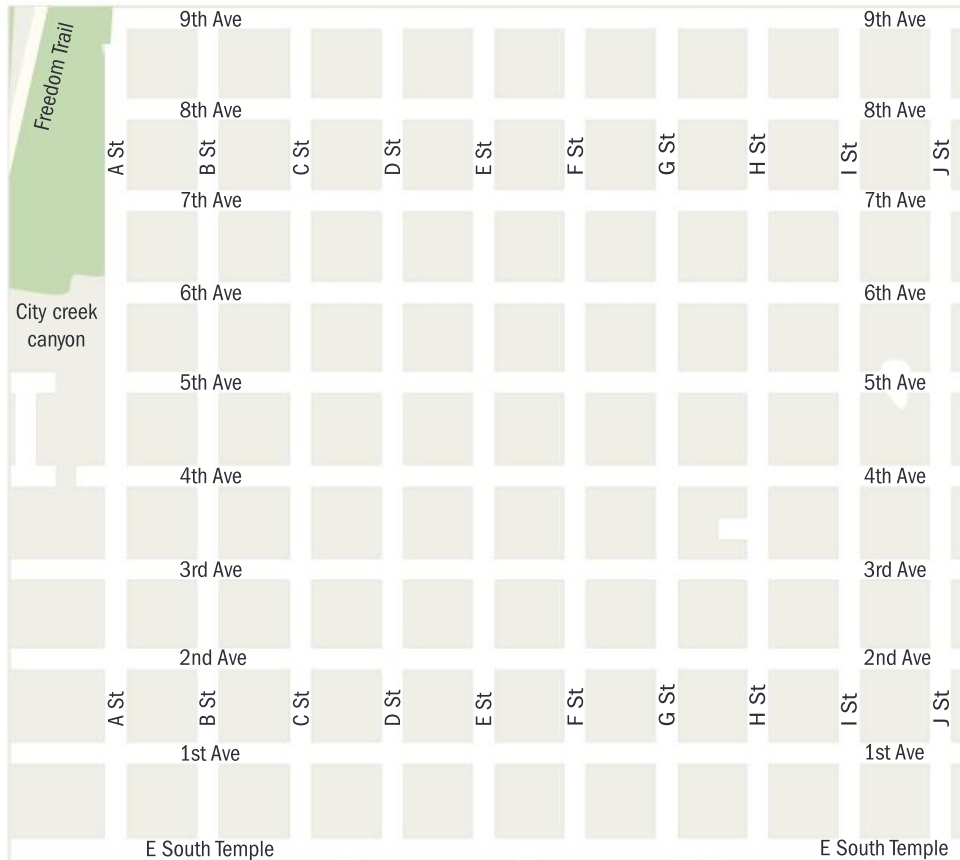 9th Ave
9th Ave
Freedom Trail
8th Ave
8th Ave
A St
B St
C St
D St
E St
F St
G St
H St
I St
J St
7th Ave
7th Ave
6th Ave
6th Ave
City creek
canyon
5th Ave
5th Ave
4th Ave
4th Ave
3rd Ave
3rd Ave
2nd Ave
2nd Ave
A St
B St
C St
D St
E St
F St
G St
H St
I St
J St
1st Ave
1st Ave
E South Temple
E South Temple